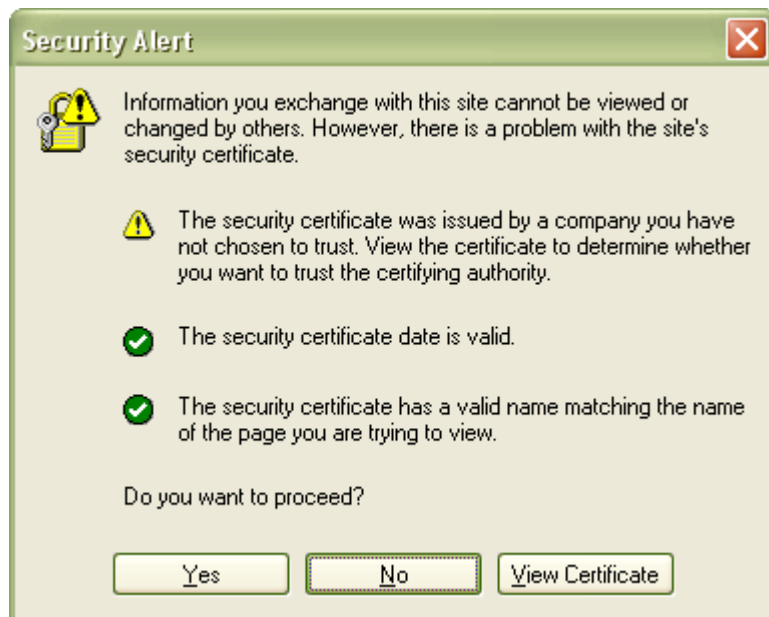 Security Alert
Information you exchange with this site cannot be viewed or
changed by others. However, there is a problem with the site's
security certificate.
The security certificate was issued by a company you have
not chosen to trust. View the certificate to determine whether
you want to trust the certifying authority.
The security certificate date is valid.
The security certificate has a valid name matching the name
of the page you are trying to view.
Do you want to proceed?
Yes No View Certificate